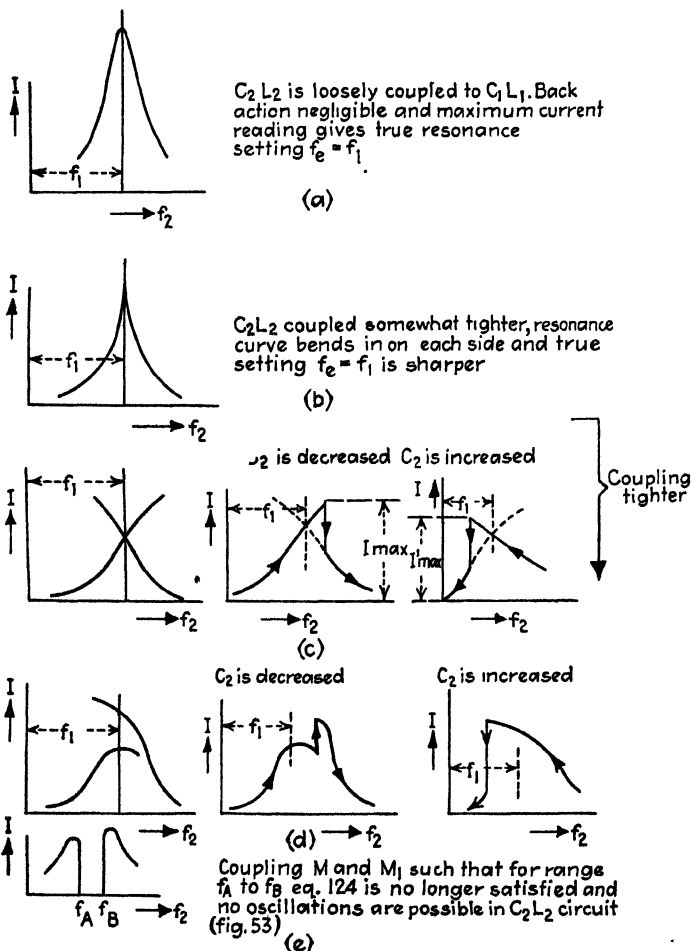 I
C₂ L₂ is loosely coupled to C₁L₁. Back
action negligible and maximum current
reading gives true resonance
setting fe = f₁
f₁
f₂
(a)
I
C₂L₂ coupled somewhat tighter, resonance
curve bends in on each side and true
setting fe = f₁ is sharper
f₁
f₂
(b)
₂ is decreased C₂ is increased
Coupling
tighter
I
f₁
f₂
I
f₁
I max
f₂
I
f₁
I'max
f₂
(c)
C₂ is decreased
C₂ is increased
I
f₁
f₂
I
f₁
f₂
I
f₁
f₂
(d)
I
fA fB f₂
Coupling M and M₁ such that for range
fA to fB eq. 124 is no longer satisfied and
no oscillations are possible in C₂L₂ circuit
(fig. 53)
(e)